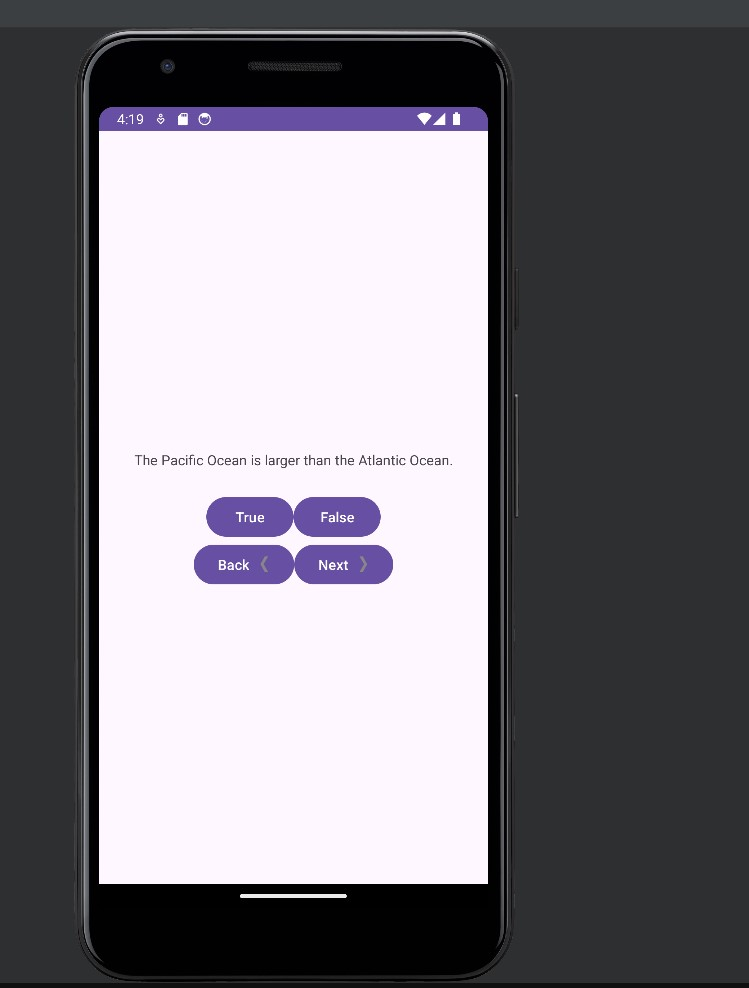 4:19
The Pacific Ocean is larger than the Atlantic Ocean.
True False
Back ❬ Next ❭